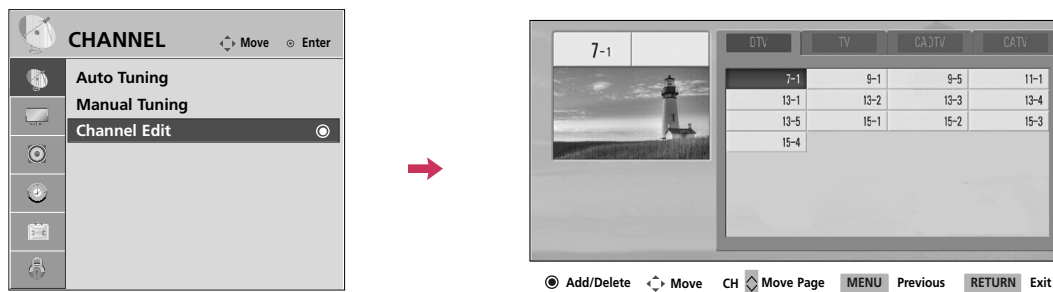 CHANNEL Move Enter
Auto Tuning
Manual Tuning
Channel Edit
7-1
DTV TV CADTV CATV
7-1 9-1 9-5 11-1
13-1 13-2 13-3 13-4
13-5 15-1 15-2 15-3
15-4
Add/Delete Move CH Move Page MENU Previous RETURN Exit